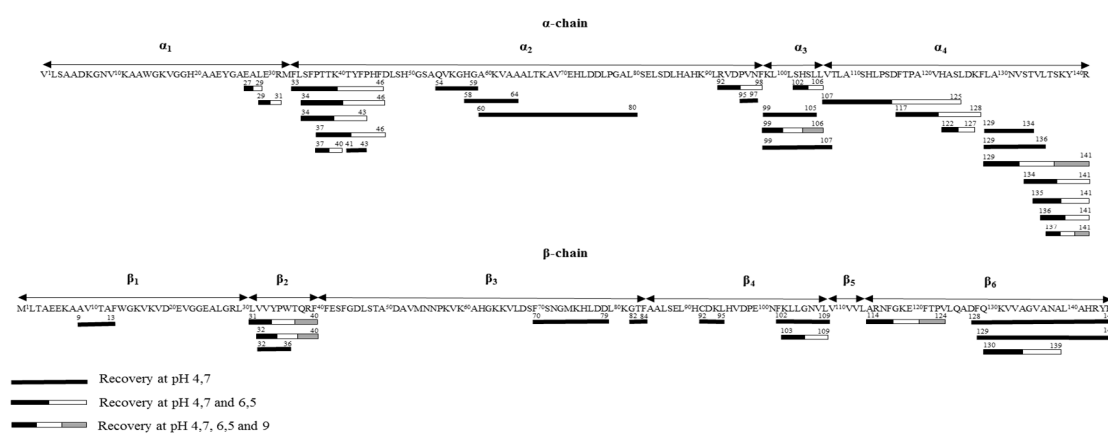 α-chain
α1 α2 α3 α4
V¹LSAADKGNV¹⁰KAAWGKVGGH²⁰AAEYGAEALE³⁰RMFLSFPTTK⁴⁰TYFPHFDLSH⁵⁰GSAQVKGHGA⁶⁰KVAAALTKAV⁷⁰EHLDDLPGAL⁸⁰SELSDLHAHK⁹⁰LRVDPVNFKL¹⁰⁰LSHSLLVTLA¹¹⁰SHLPSDFTPA¹²⁰VHASLDKFLA¹³⁰NVSTVLTSKY¹⁴⁰R
27 29 33 46 54 59 92 98 102 106
29 31 34 46 58 64 95 97 125
34 43 60 80 99 105 117 128
37 46 99 106 122 127 129 134
37 40 41 43 99 107 129 136
129 141
134 141
135 141
136 141
137 141
β-chain
β1 β2 β3 β4 β5 β6
M¹LTAEEKAAV¹⁰TAFWGKVKVD²⁰EVGGEALGRL³⁰LVVYPWTQRF⁴⁰FESFGDLSTA⁵⁰DAVMNNPKVK⁶⁰AHGKKVLDSF⁷⁰SNGMKHLDDL⁸⁰KGTFAALSEL⁹⁰HCDKLHVDPE¹⁰⁰NFKLLGNVLV¹¹⁰VVLARNFGKE¹²⁰FTPVLQADFQ¹³⁰KVVAGVANAL¹⁴⁰AHRY
9 13 31 40 70 79 82 84 92 95 102 109 114 124 128
32 40 103 109 129
32 36 130 139
Recovery at pH 4,7
Recovery at pH 4,7 and 6,5
Recovery at pH 4,7, 6,5 and 9